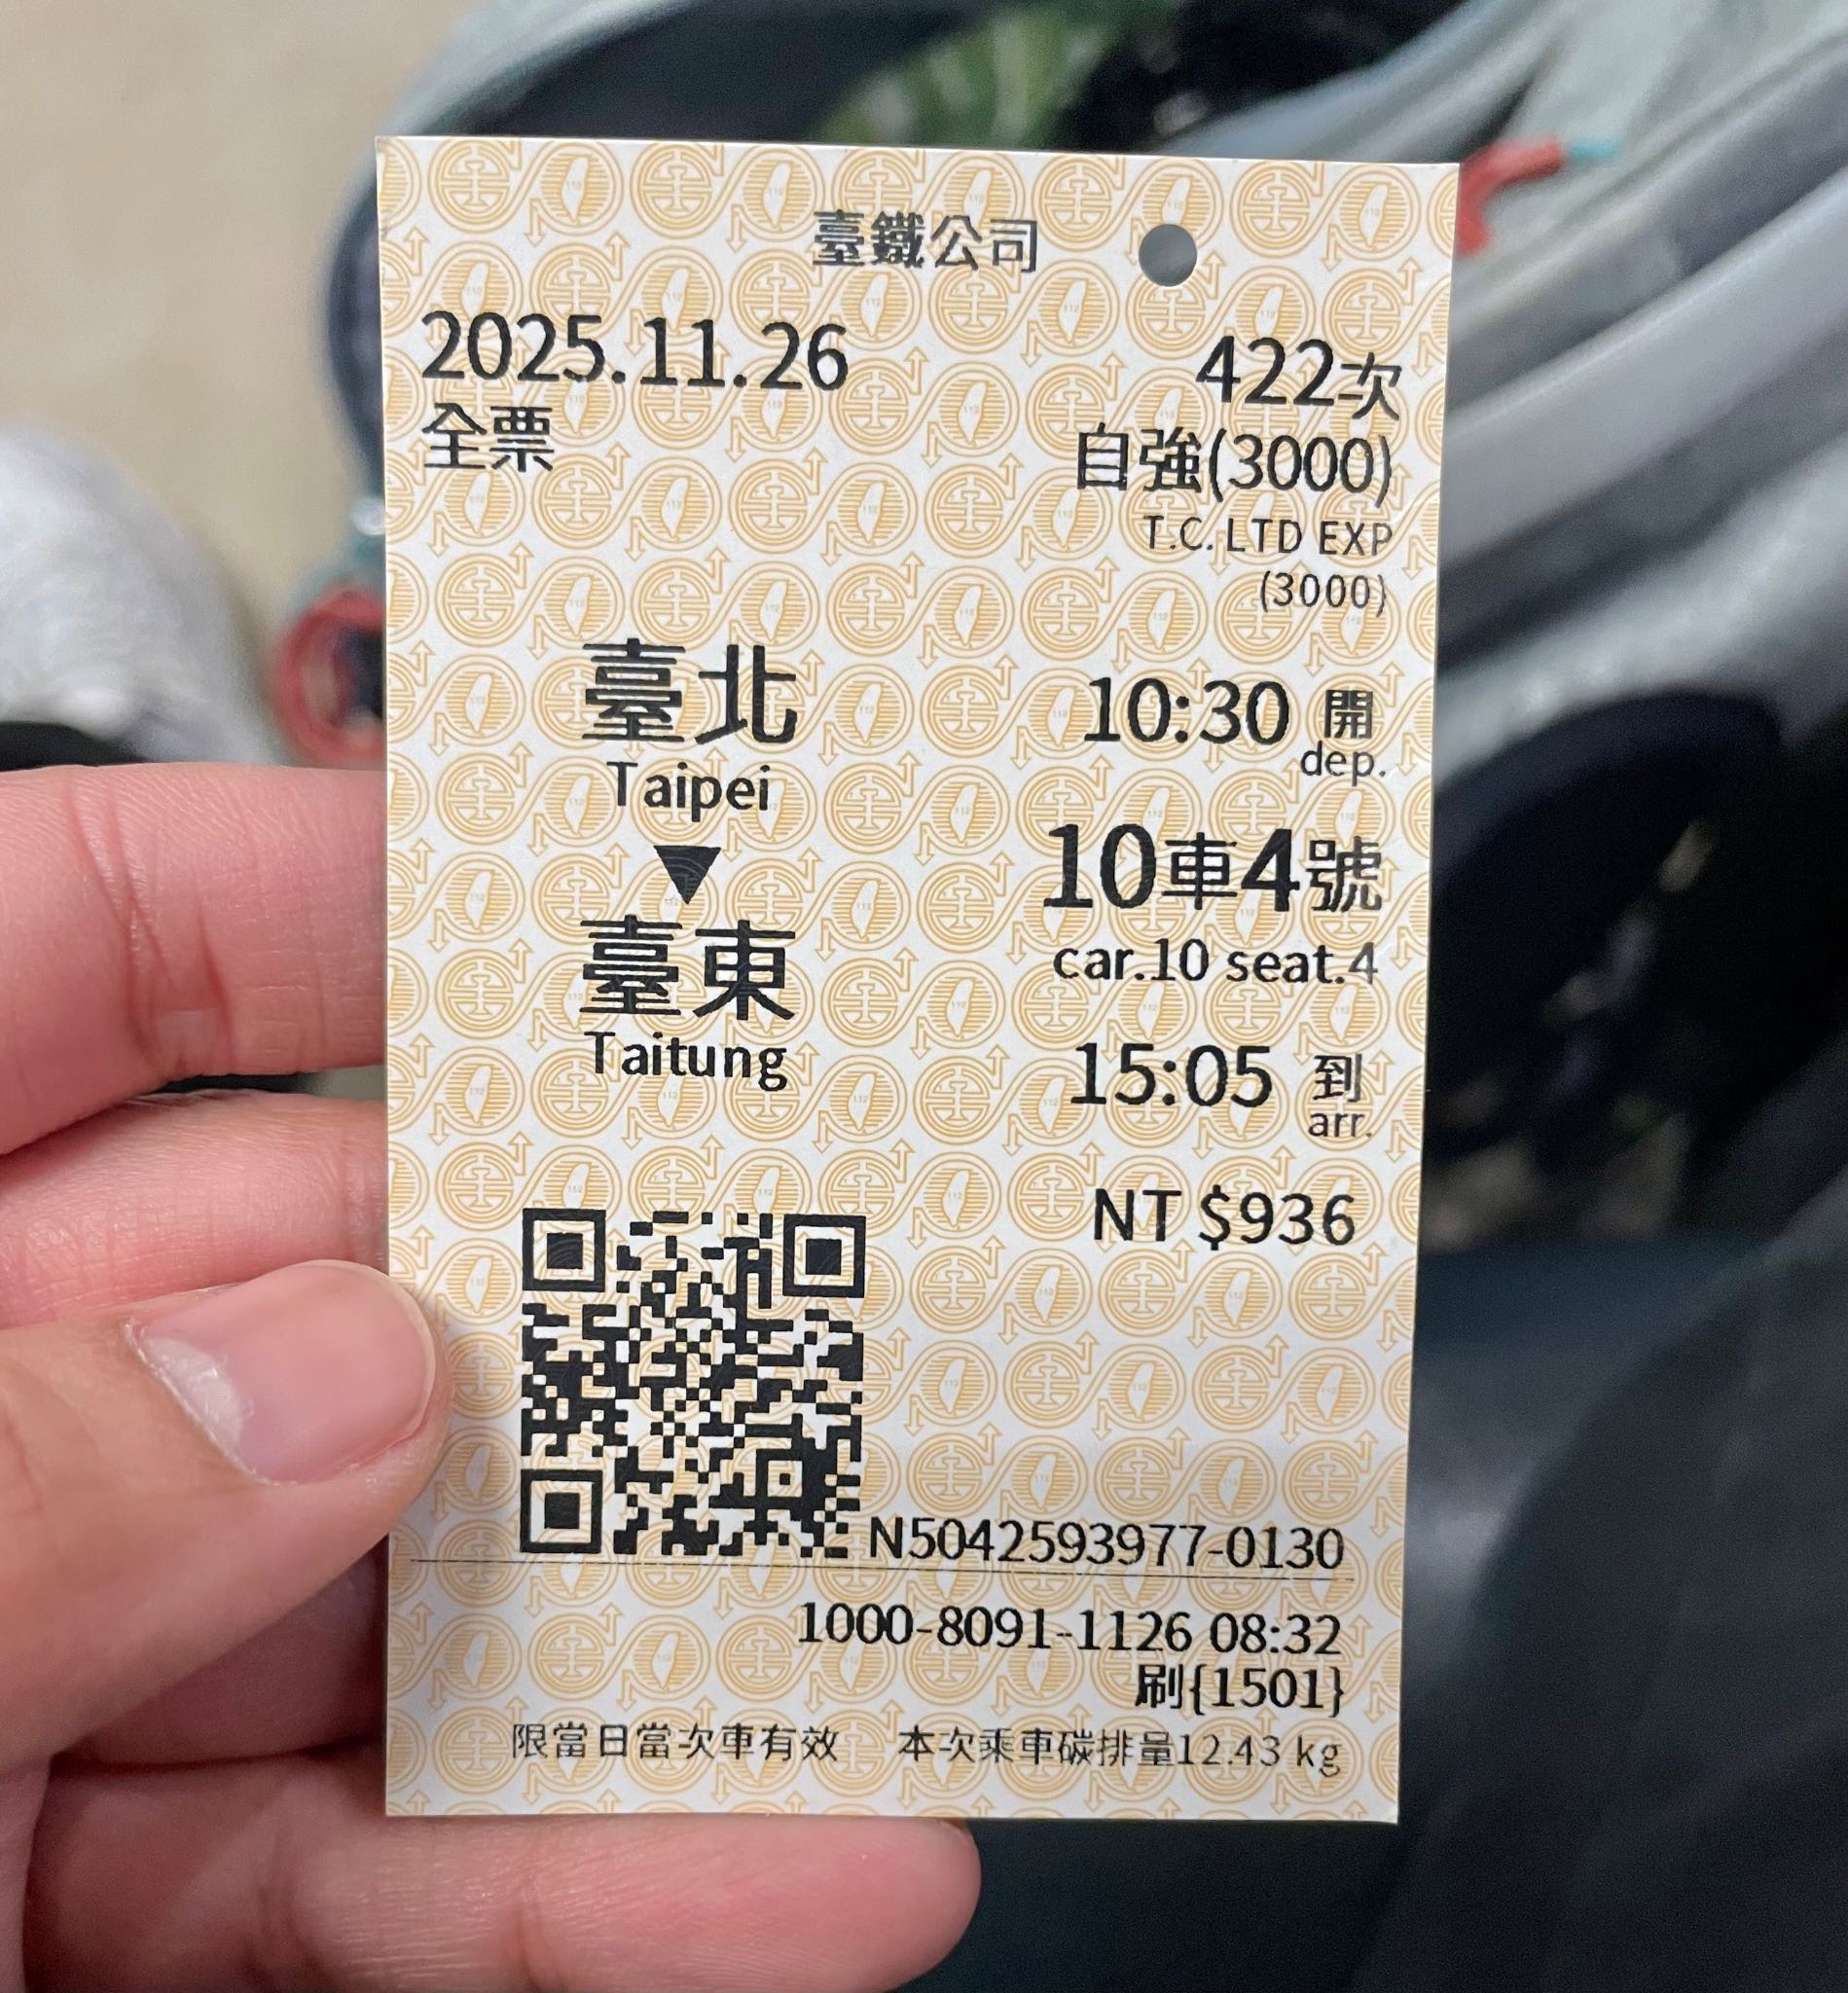 臺鐵公司
2025.11.26
422次
全票
自強(3000)
T.C.LTD EXP
(3000)
臺北
Taipei
10:30 開
dep.
10車4號
car.10 seat.4
臺東
Taitung
15:05 到
arr.
NT $936
N5042593977-0130
1000-8091-1126 08:32
刷{1501}
限當日當次車有效 本次乘車碳排量12.43 kg